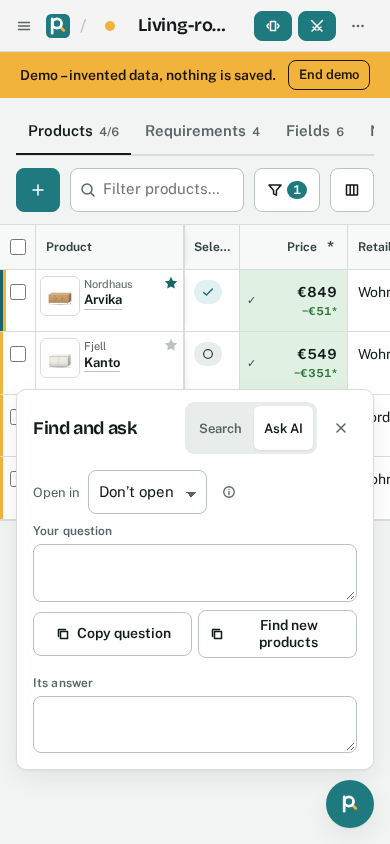 / Living-ro...
Demo – invented data, nothing is saved. End demo
Products 4/6 Requirements 4 Fields 6
Filter products... 1
Product Sele... Price * Retail
Nordhaus
Arvika
€849
−€51*
Wohn
Fjell
Kanto
€549
−€351*
Wohn
Find and ask Search Ask AI
Open in Don't open
Your question
Copy question Find new
products
Its answer